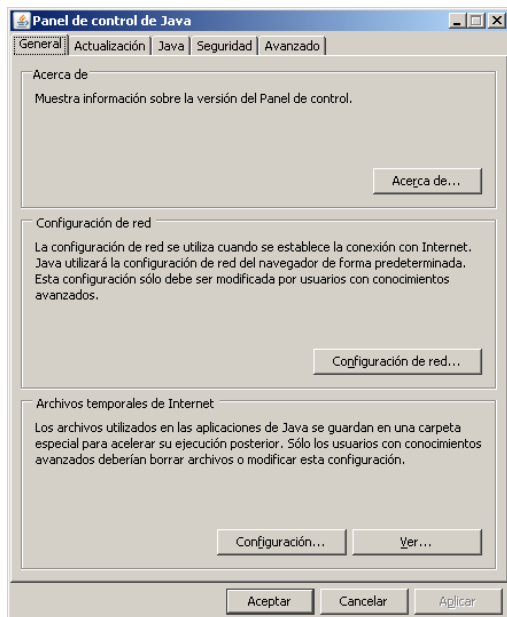 Panel de control de Java
General Actualización Java Seguridad Avanzado
Acerca de
Muestra información sobre la versión del Panel de control.
Acerca de...
Configuración de red
La configuración de red se utiliza cuando se establece la conexión con Internet.
Java utilizará la configuración de red del navegador de forma predeterminada.
Esta configuración sólo debe ser modificada por usuarios con conocimientos
avanzados.
Configuración de red...
Archivos temporales de Internet
Los archivos utilizados en las aplicaciones de Java se guardan en una carpeta
especial para acelerar su ejecución posterior. Sólo los usuarios con conocimientos
avanzados deberían borrar archivos o modificar esta configuración.
Configuración... Ver...
Aceptar Cancelar Aplicar